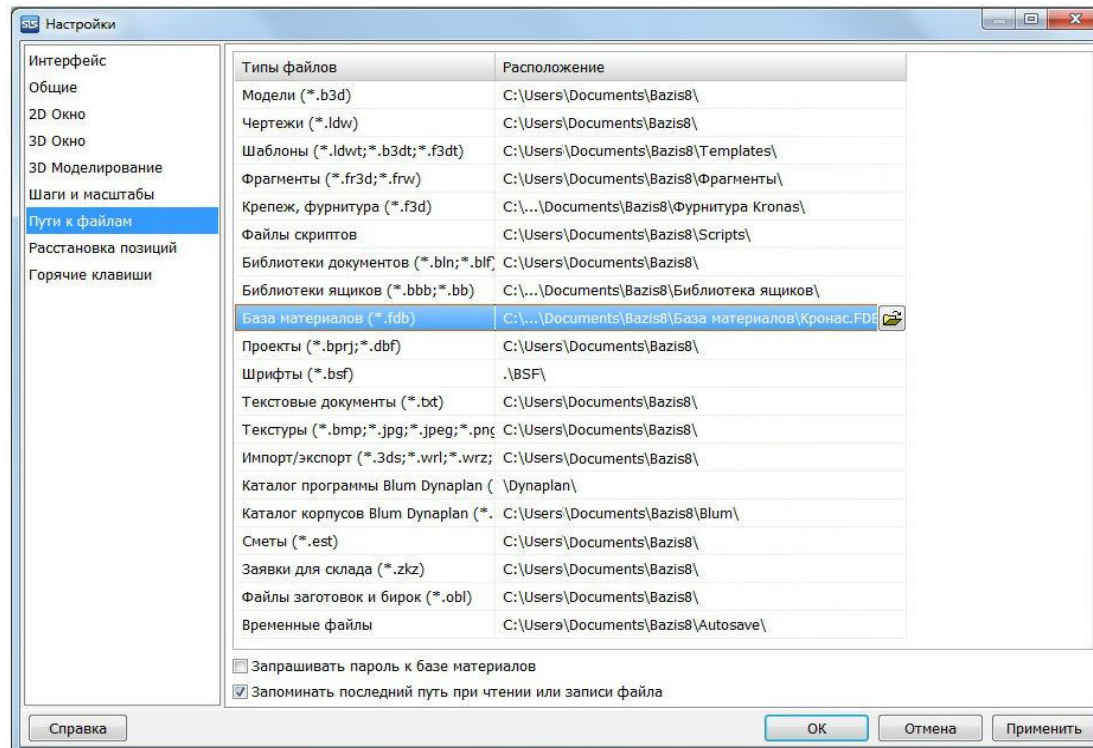 SLS Настройки
Интерфейс
Общие
2D Окно
3D Окно
3D Моделирование
Шаги и масштабы
Пути к файлам
Расстановка позиций
Горячие клавиши
Типы файлов Расположение
Модели (*.b3d) C:\Users\Documents\Bazis8\
Чертежи (*.ldw) C:\Users\Documents\Bazis8\
Шаблоны (*.ldwt;*.b3dt;*.f3dt) C:\Users\Documents\Bazis8\Templates\
Фрагменты (*.fr3d;*.frw) C:\Users\Documents\Bazis8\Фрагменты\
Крепеж, фурнитура (*.f3d) C:\...\Documents\Bazis8\Фурнитура Kronas\
Файлы скриптов C:\Users\Documents\Bazis8\Scripts\
Библиотеки документов (*.bln;*.blf) C:\Users\Documents\Bazis8\
Библиотеки ящиков (*.bbb;*.bb) C:\...\Documents\Bazis8\Библиотека ящиков\
База материалов (*.fdb) C:\...\Documents\Bazis8\База материалов\Кронас.FDB
Проекты (*.bprj;*.dbf) C:\Users\Documents\Bazis8\
Шрифты (*.bsf) .\BSF\
Текстовые документы (*.txt) C:\Users\Documents\Bazis8\
Текстуры (*.bmp;*.jpg;*.jpeg;*.png C:\Users\Documents\Bazis8\
Импорт/экспорт (*.3ds;*.wrl;*.wrz; C:\Users\Documents\Bazis8\
Каталог программы Blum Dynaplan ( \Dynaplan\
Каталог корпусов Blum Dynaplan (*. C:\Users\Documents\Bazis8\Blum\
Сметы (*.est) C:\Users\Documents\Bazis8\
Заявки для склада (*.zkz) C:\Users\Documents\Bazis8\
Файлы заготовок и бирок (*.obl) C:\Users\Documents\Bazis8\
Временные файлы C:\Users\Documents\Bazis8\Autosave\
Запрашивать пароль к базе материалов
Запоминать последний путь при чтении или записи файла
Справка ОК Отмена Применить